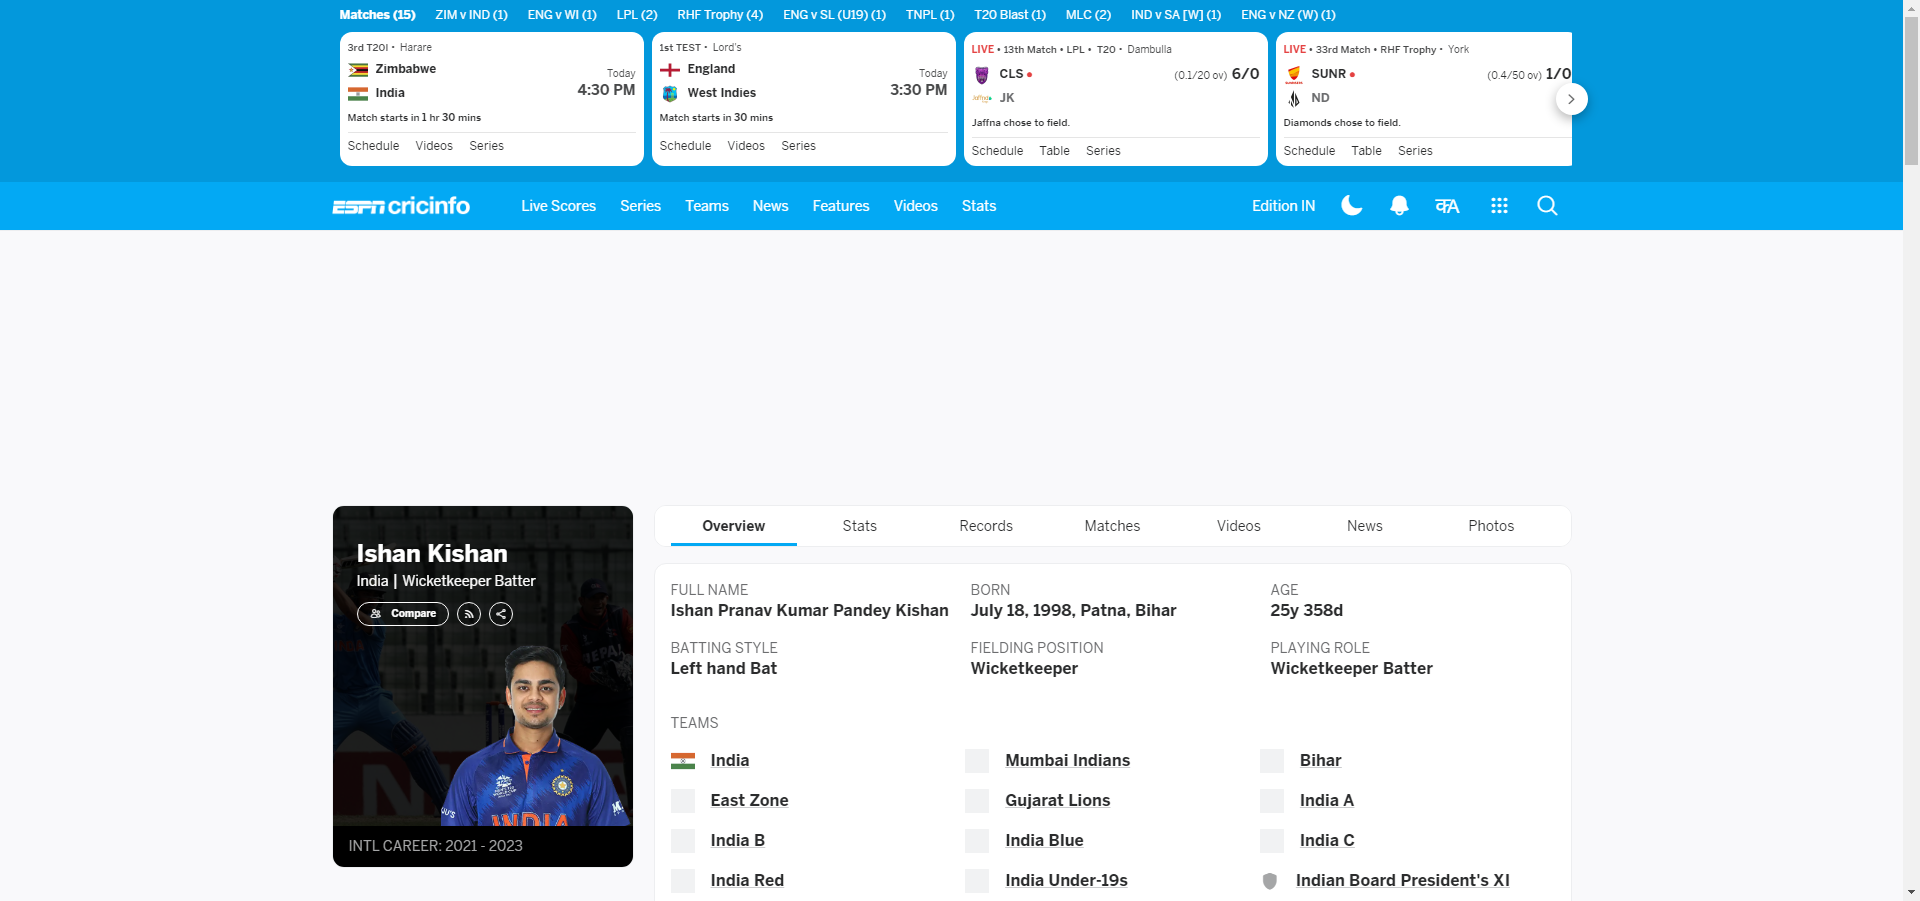 Matches (15) ZIM v IND (1) ENG v WI (1) LPL (2) RHF Trophy (4) ENG v SL (U19) (1) TNPL (1) T20 Blast (1) MLC (2) IND v SA [W] (1) ENG v NZ (W) (1)
3rd T20I • Harare
Zimbabwe
India
Today
4:30 PM
Match starts in 1 hr 30 mins
Schedule Videos Series
1st TEST • Lord's
England
West Indies
Today
3:30 PM
Match starts in 30 mins
Schedule Videos Series
LIVE • 13th Match • LPL • T20 • Dambulla
CLS • (0.1/20 ov) 6/0
JK
Jaffna chose to field.
Schedule Table Series
LIVE • 33rd Match • RHF Trophy • York
SUNR • (0.4/50 ov) 1/0
ND
Diamonds chose to field.
Schedule Table Series
ESPN cricinfo Live Scores Series Teams News Features Videos Stats Edition IN क/A
Ishan Kishan
India | Wicketkeeper Batter
Compare
NEPAL
INDIA
INTL CAREER: 2021 - 2023
Overview Stats Records Matches Videos News Photos
FULL NAME
Ishan Pranav Kumar Pandey Kishan
BORN
July 18, 1998, Patna, Bihar
AGE
25y 358d
BATTING STYLE
Left hand Bat
FIELDING POSITION
Wicketkeeper
PLAYING ROLE
Wicketkeeper Batter
TEAMS
India Mumbai Indians Bihar
East Zone Gujarat Lions India A
India B India Blue India C
India Red India Under-19s Indian Board President's XI